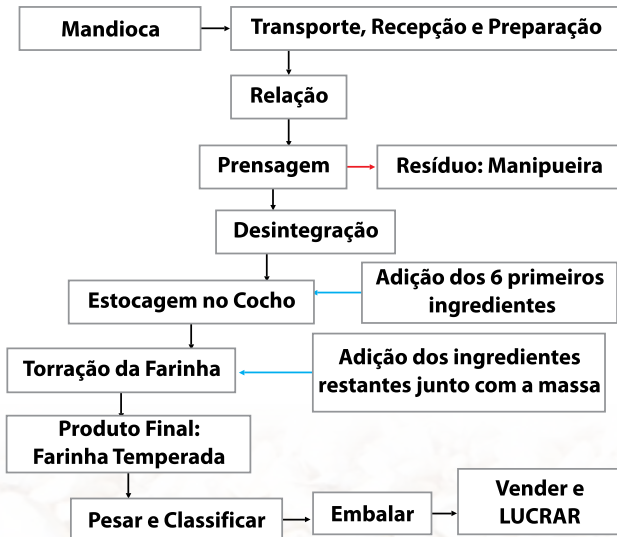 Mandioca
Transporte, Recepção e Preparação
Relação
Prensagem
Resíduo: Manipueira
Desintegração
Adição dos 6 primeiros
ingredientes
Estocagem no Cocho
Adição dos ingredientes
restantes junto com a massa
Torração da Farinha
Produto Final:
Farinha Temperada
Pesar e Classificar
Embalar
Vender e
LUCRAR